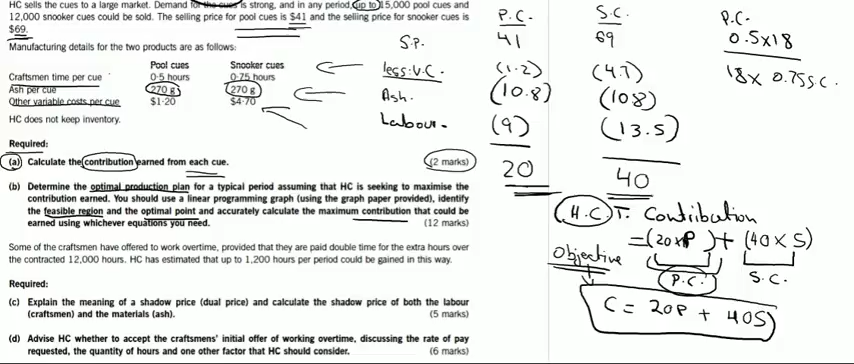 HC sells the cues to a large market. Demand for the cues is strong, and in any period, up to 15,000 pool cues and
12,000 snooker cues could be sold. The selling price for pool cues is $41 and the selling price for snooker cues is
$69.
Manufacturing details for the two products are as follows:
Pool cues Snooker cues
Craftsmen time per cue 0·5 hours 0·75 hours
Ash per cue 270 g 270 g
Other variable costs per cue $1·20 $4·70
HC does not keep inventory.
Required:
(a) Calculate the contribution earned from each cue. (2 marks)
(b) Determine the optimal production plan for a typical period assuming that HC is seeking to maximise the
contribution earned. You should use a linear programming graph (using the graph paper provided), identify
the feasible region and the optimal point and accurately calculate the maximum contribution that could be
earned using whichever equations you need. (12 marks)
Some of the craftsmen have offered to work overtime, provided that they are paid double time for the extra hours over
the contracted 12,000 hours. HC has estimated that up to 1,200 hours per period could be gained in this way.
Required:
(c) Explain the meaning of a shadow price (dual price) and calculate the shadow price of both the labour
(craftsmen) and the materials (ash). (5 marks)
(d) Advise HC whether to accept the craftsmens' initial offer of working overtime, discussing the rate of pay
requested, the quantity of hours and one other factor that HC should consider. (6 marks)
P.C. S.C.
S.P. 41 69
less: V.C. (1.2) (4.7)
Ash. (10.8) (10.8)
Labour. (9) (13.5)
20 40
P.C.
0.5x18
18x 0.75 S.C.
H.C T. Contribution
= (20xP) + (40 x S)
P.C. S.C.
Objective
C = 20P + 40S